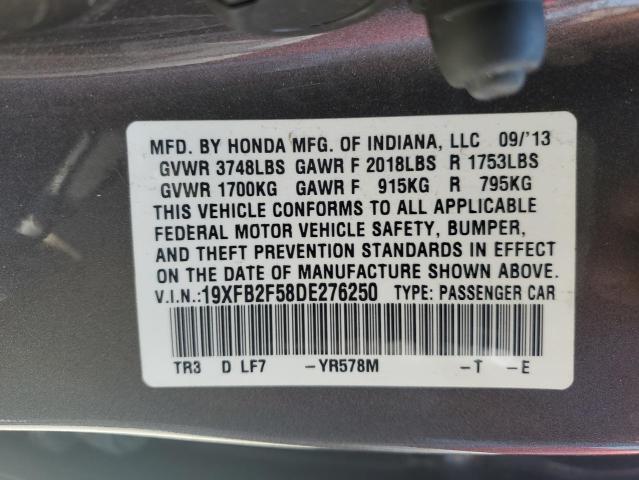 MFD. BY HONDA MFG. OF INDIANA, LLC 09/'13
GVWR 3748LBS GAWR F 2018LBS R 1753LBS
GVWR 1700KG GAWR F 915KG R 795KG
THIS VEHICLE CONFORMS TO ALL APPLICABLE
FEDERAL MOTOR VEHICLE SAFETY, BUMPER,
AND THEFT PREVENTION STANDARDS IN EFFECT
ON THE DATE OF MANUFACTURE SHOWN ABOVE.
V.I.N.:19XFB2F58DE276250 TYPE: PASSENGER CAR
TR3 D LF7 -YR578M -T -E